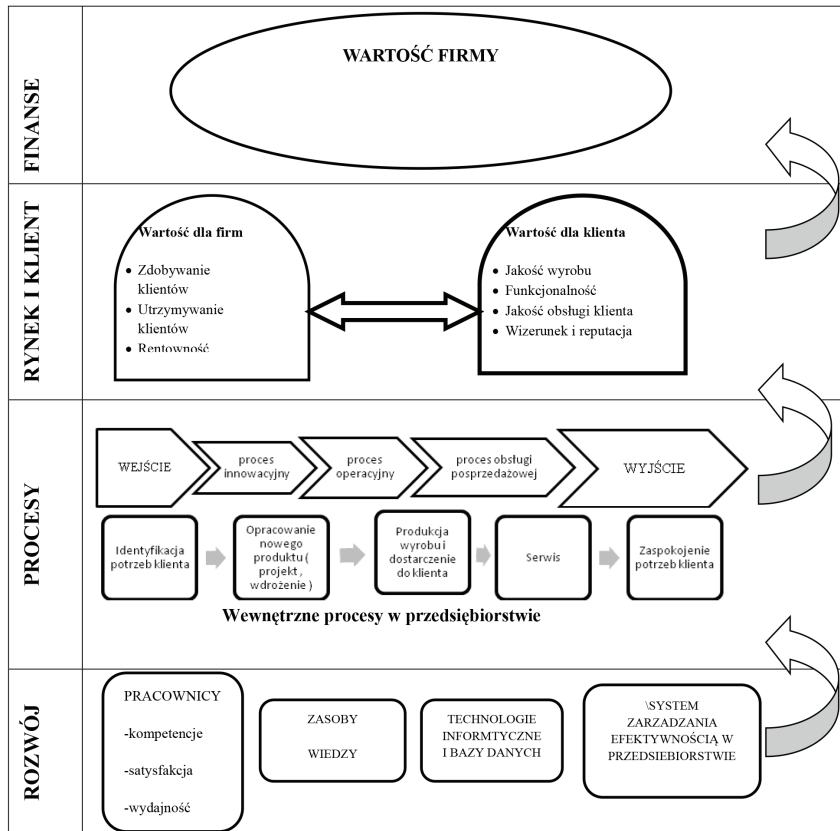 FINANSE
WARTOŚĆ FIRMY
RYNEK I KLIENT
Wartość dla firm
• Zdobywanie
klientów
• Utrzymywanie
klientów
• Rentowność
Wartość dla klienta
• Jakość wyrobu
• Funkcjonalność
• Jakość obsługi klienta
• Wizerunek i reputacja
PROCESY
WEJŚCIE
proces
innowacyjny
proces
operacyjny
proces obsługi
posprzedażowej
WYJŚCIE
Identyfikacja
potrzeb klienta
Opracowanie
nowego
produktu (
projekt ,
wdrożenie )
Produkcja
wyrobu i
dostarczenie
do klienta
Serwis
Zaspokojenie
potrzeb klienta
Wewnętrzne procesy w przedsiębiorstwie
ROZWÓJ
PRACOWNICY
-kompetencje
-satysfakcja
-wydajność
ZASOBY
WIEDZY
TECHNOLOGIE
INFORMTYCZNE
I BAZY DANYCH
\SYSTEM
ZARZADZANIA
EFEKTYWNOŚCIĄ W
PRZEDSIEBIORSTWIE